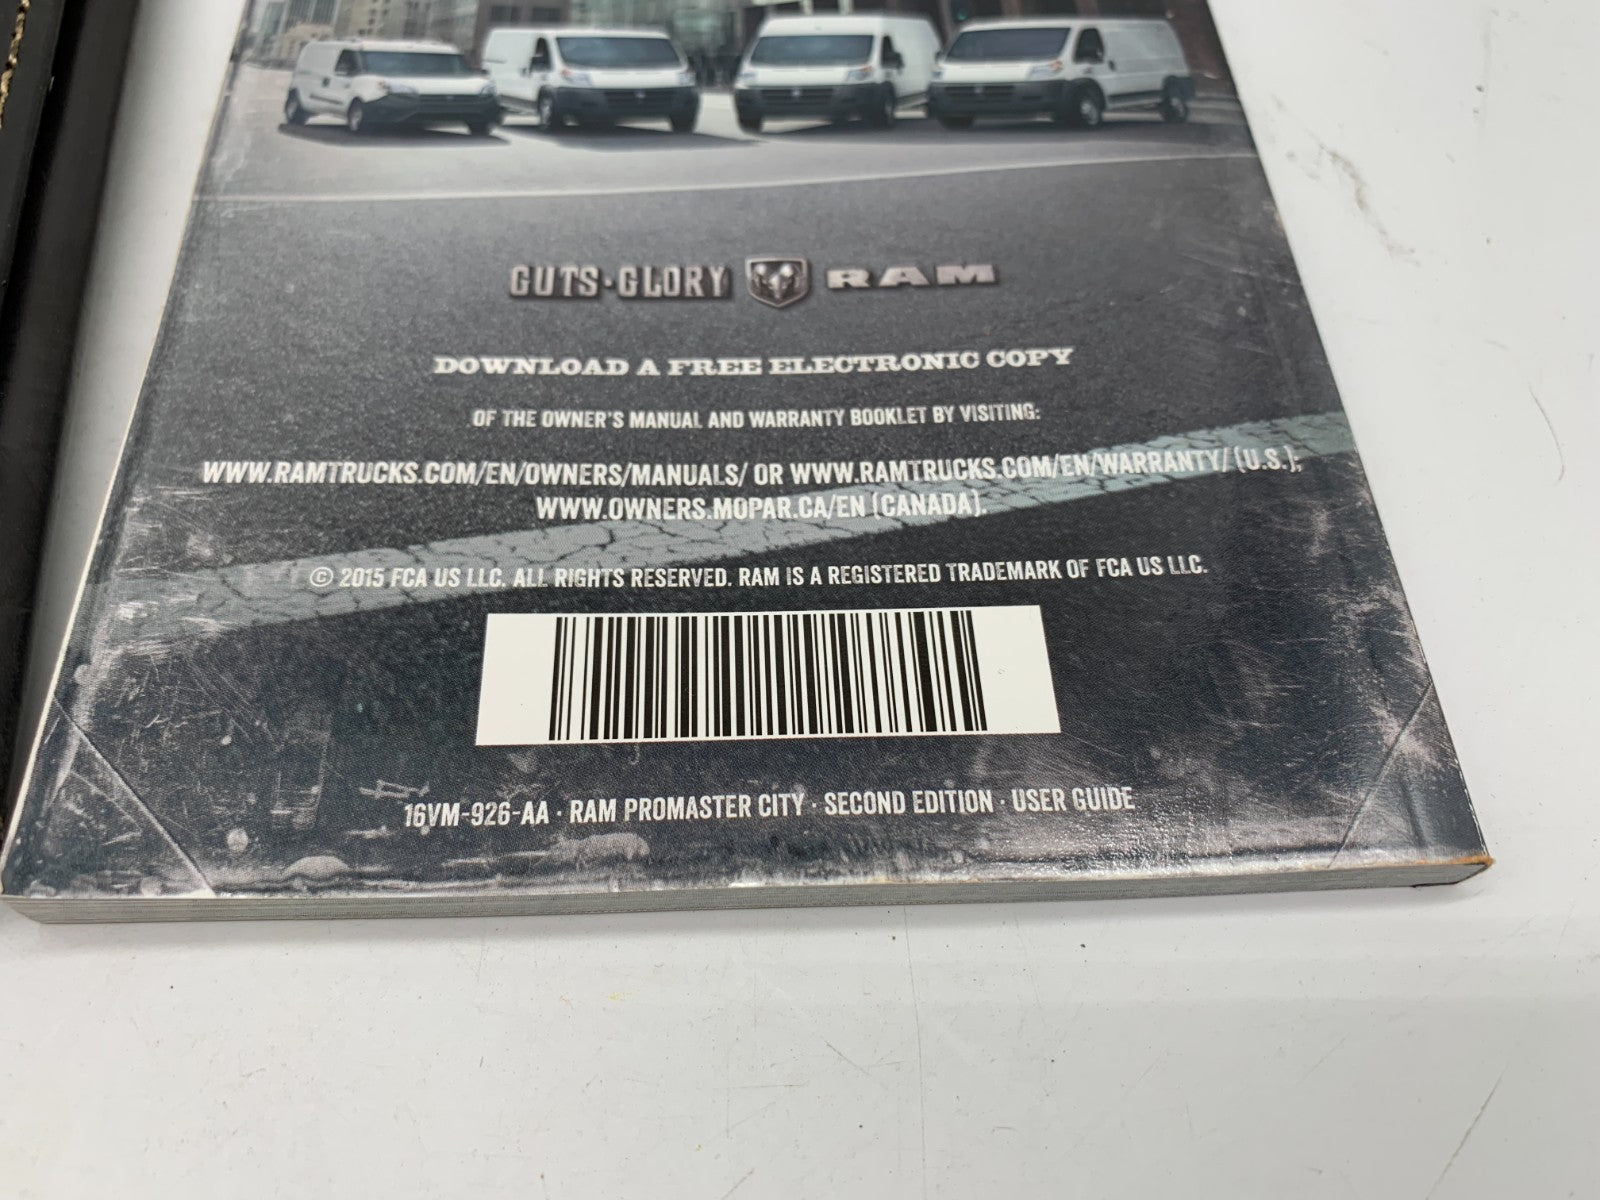 GUTS·GLORY RAM
DOWNLOAD A FREE ELECTRONIC COPY
OF THE OWNER'S MANUAL AND WARRANTY BOOKLET BY VISITING:
WWW.RAMTRUCKS.COM/EN/OWNERS/MANUALS/ OR WWW.RAMTRUCKS.COM/EN/WARRANTY/ (U.S.);
WWW.OWNERS.MOPAR.CA/EN (CANADA).
© 2015 FCA US LLC. ALL RIGHTS RESERVED. RAM IS A REGISTERED TRADEMARK OF FCA US LLC.
16VM-926-AA · RAM PROMASTER CITY · SECOND EDITION · USER GUIDE